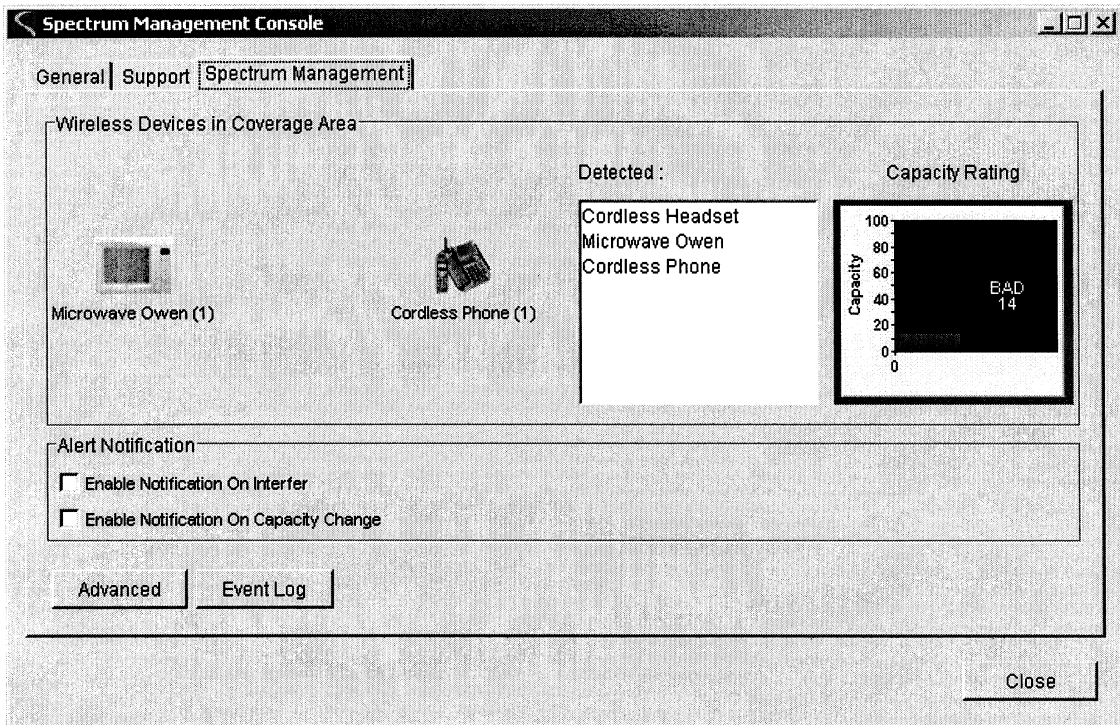 Spectrum Management Console
General Support Spectrum Management
Wireless Devices in Coverage Area
Detected :
Capacity Rating
Cordless Headset
Microwave Owen
Cordless Phone
Microwave Owen (1)
Cordless Phone (1)
Capacity
100
80
60
40
20
0
0
BAD
14
Alert Notification
Enable Notification On Interfer
Enable Notification On Capacity Change
Advanced
Event Log
Close